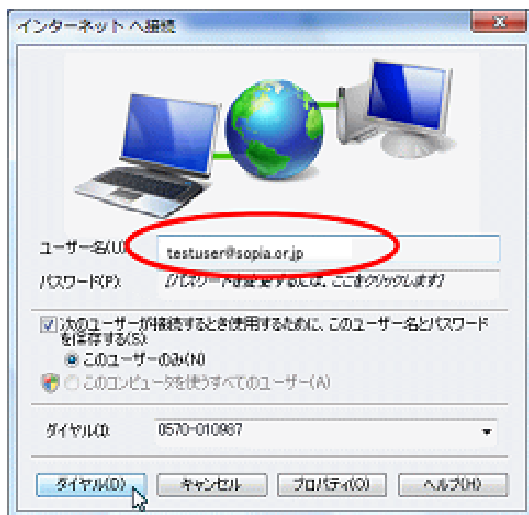 インターネット へ接続
ユーザー名(U):
testuser@sopia.or.jp
パスワード(P):
[パスワードを変更するには、ここをクリックします]
次のユーザーが接続するとき使用するために、このユーザー名とパスワード
を保存する(S):
このユーザーのみ(N)
このコンピュータを使うすべてのユーザー(A)
ダイヤル(I):
0570-010987
ダイヤル(D)
キャンセル
プロパティ(O)
ヘルプ(H)